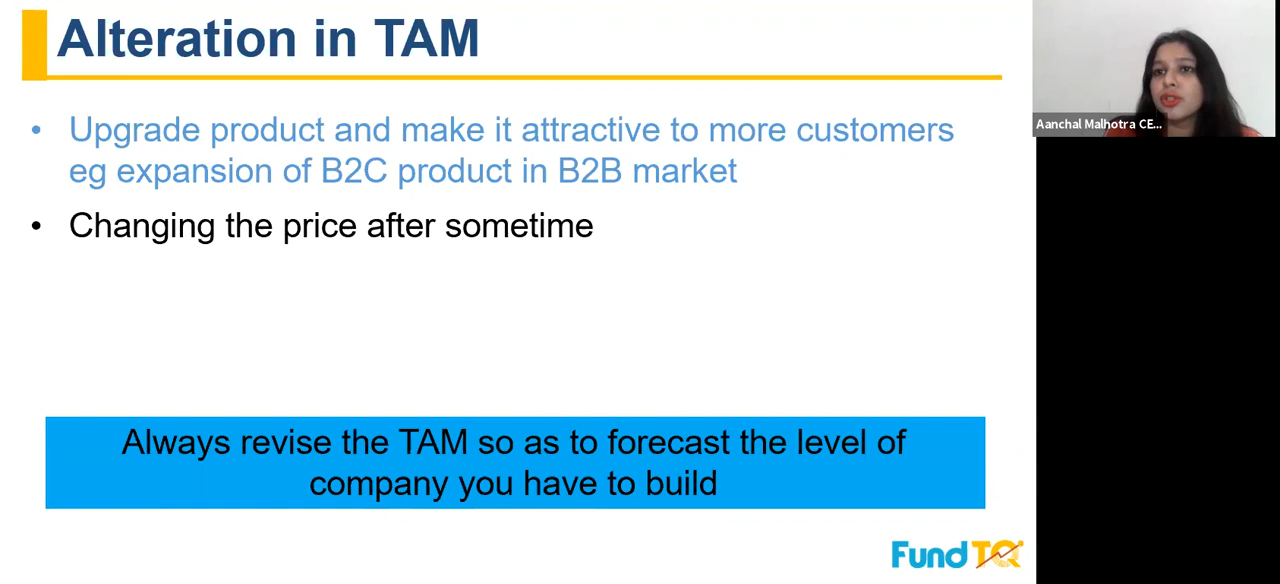 Alteration in TAM
• Upgrade product and make it attractive to more customers
eg expansion of B2C product in B2B market
• Changing the price after sometime
Always revise the TAM so as to forecast the level of
company you have to build
Fund TQ
Aanchal Malhotra CE...